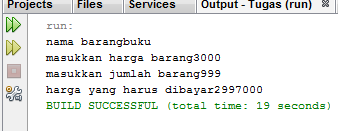 Projects Files Services Output - Tugas (run)
run:
nama barangbuku
masukkan harga barang3000
masukkan jumlah barang999
harga yang harus dibayar2997000
BUILD SUCCESSFUL (total time: 19 seconds)